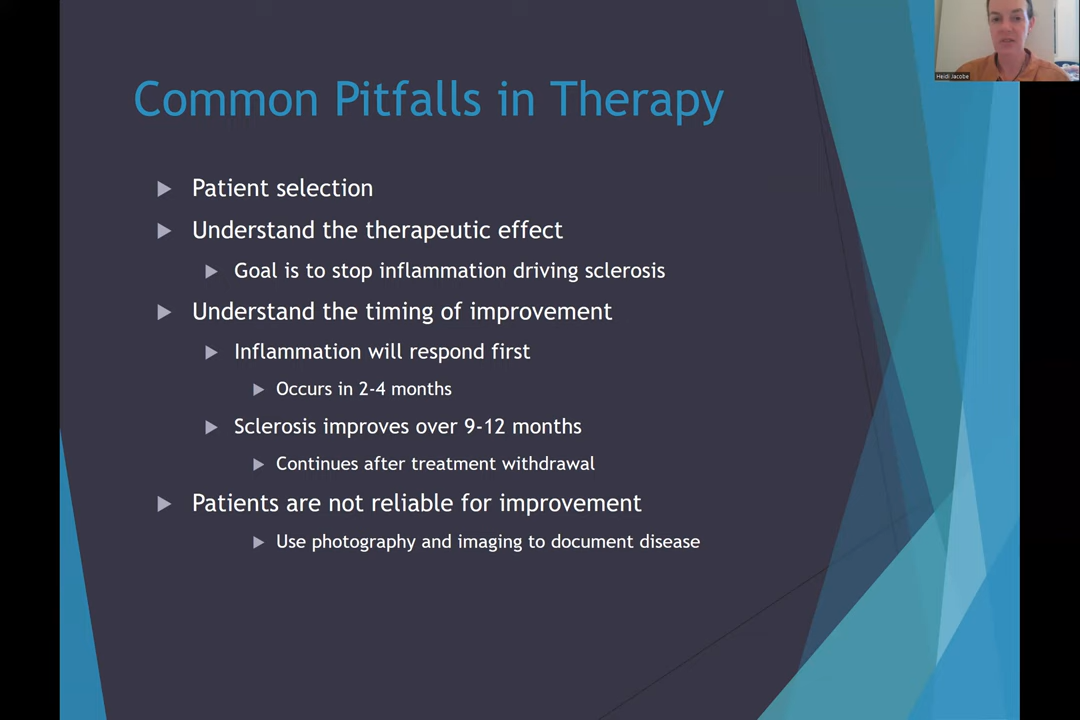 Heidi Jacobe
Common Pitfalls in Therapy
Patient selection
Understand the therapeutic effect
Goal is to stop inflammation driving sclerosis
Understand the timing of improvement
Inflammation will respond first
Occurs in 2-4 months
Sclerosis improves over 9-12 months
Continues after treatment withdrawal
Patients are not reliable for improvement
Use photography and imaging to document disease